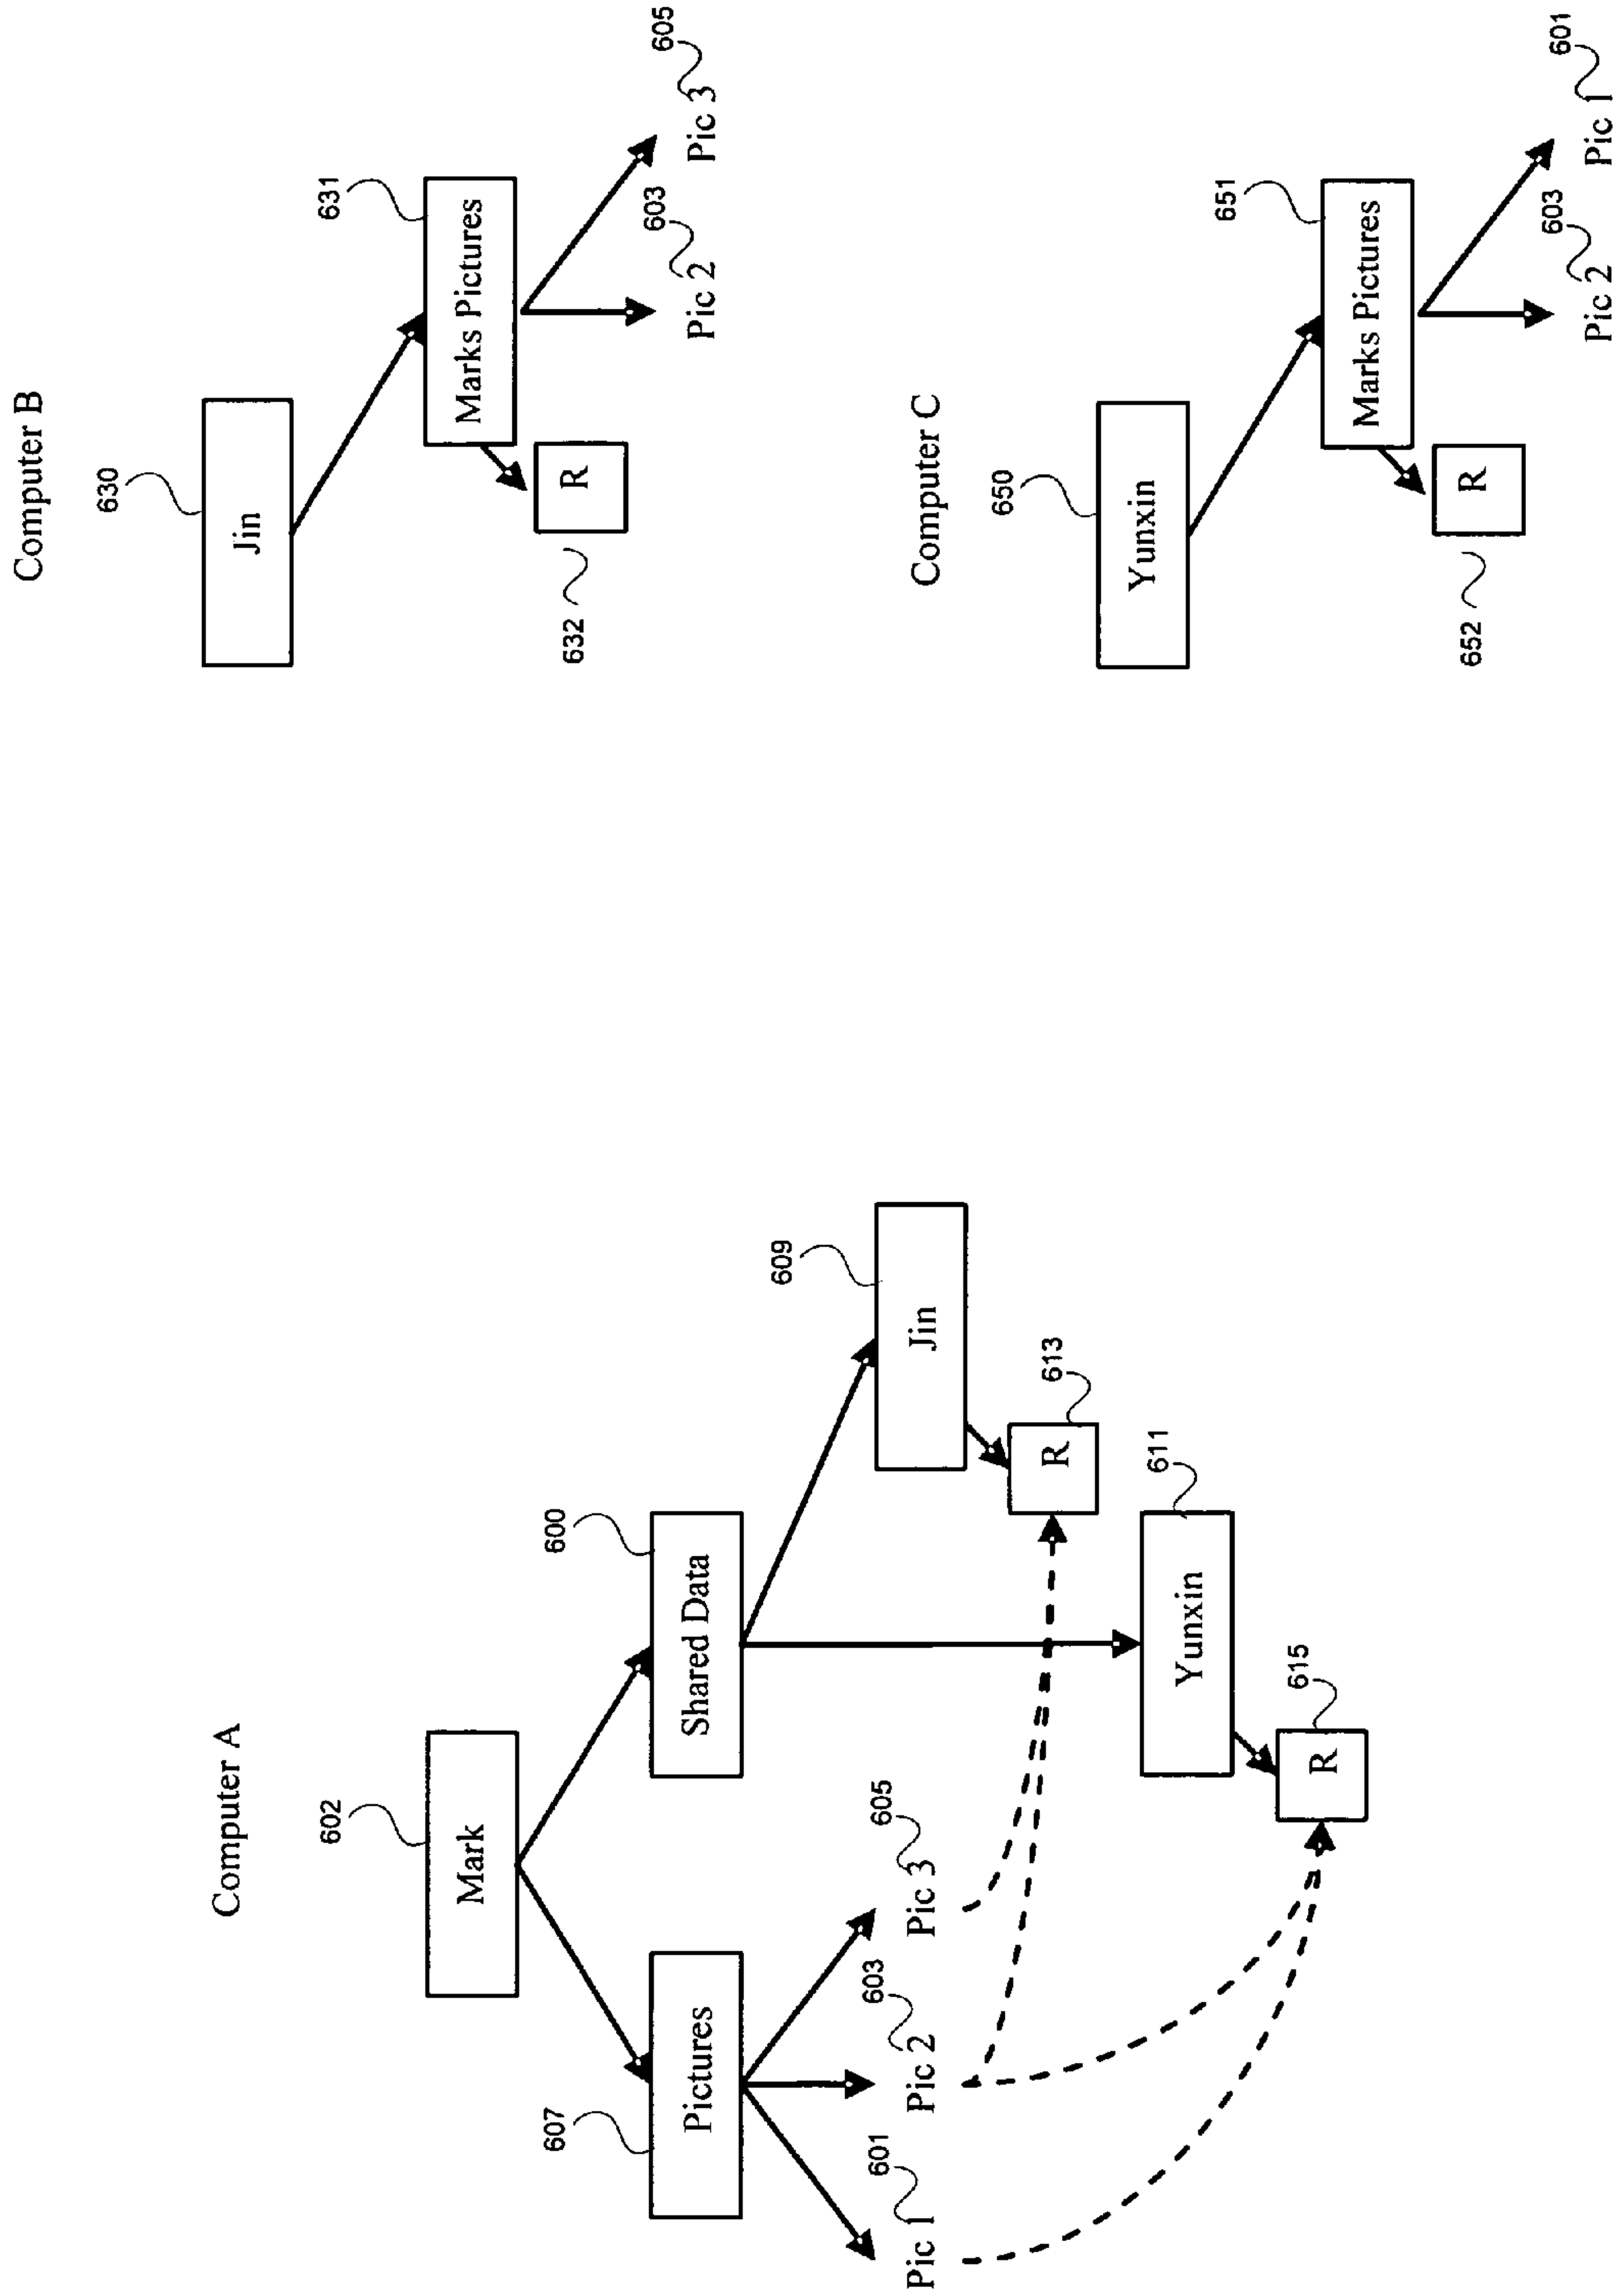 Computer A
602
Mark
607
Pictures
600
Shared Data
601
Pic 1
603
Pic 2
605
Pic 3
609
Jin
613
R
611
Yunxin
615
R
Computer B
630
Jin
631
Marks Pictures
632
R
603
Pic 2
605
Pic 3
Computer C
650
Yunxin
651
Marks Pictures
652
R
603
Pic 2
601
Pic 1